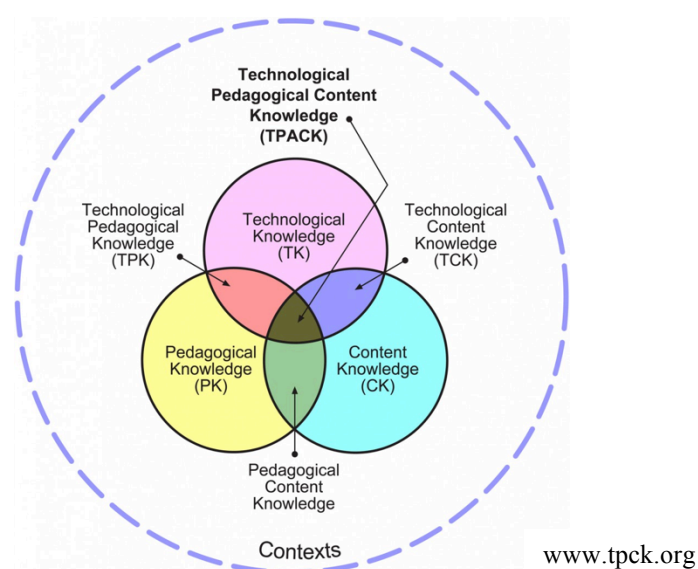 Technological
Pedagogical Content
Knowledge
(TPACK)
Technological
Pedagogical
Knowledge
(TPK)
Technological
Knowledge
(TK)
Technological
Content
Knowledge
(TCK)
Pedagogical
Knowledge
(PK)
Content
Knowledge
(CK)
Pedagogical
Content
Knowledge
Contexts
www.tpck.org